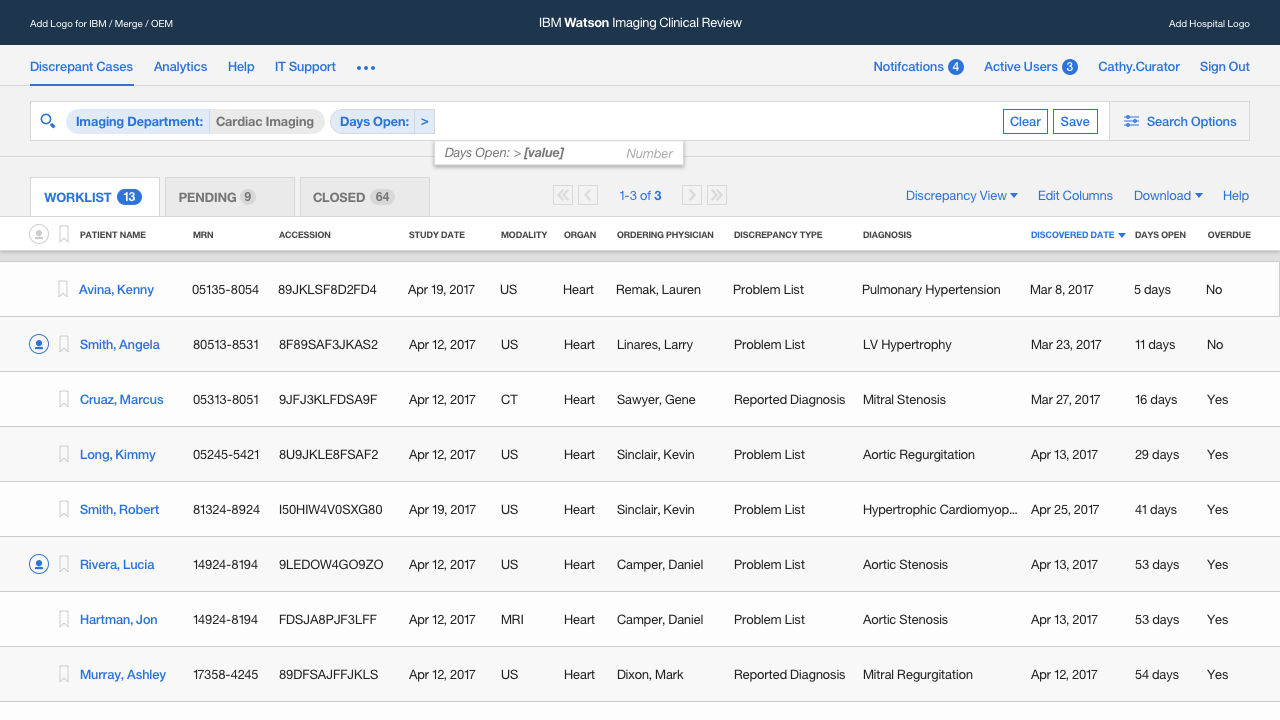 Add Logo for IBM / Merge / OEM
IBM Watson Imaging Clinical Review
Add Hospital Logo
Discrepant Cases Analytics Help IT Support
Notifcations 4 Active Users 3 Cathy.Curator Sign Out
Imaging Department: Cardiac Imaging Days Open: >
Clear Save Search Options
Days Open: > [value] Number
WORKLIST 13 PENDING 9 CLOSED 64
1-3 of 3
Discrepancy View Edit Columns Download Help
PATIENT NAME MRN ACCESSION STUDY DATE MODALITY ORGAN ORDERING PHYSICIAN DISCREPANCY TYPE DIAGNOSIS DISCOVERED DATE DAYS OPEN OVERDUE
Avina, Kenny 05135-8054 89JKLSF8D2FD4 Apr 19, 2017 US Heart Remak, Lauren Problem List Pulmonary Hypertension Mar 8, 2017 5 days No
Smith, Angela 80513-8531 8F89SAF3JKAS2 Apr 12, 2017 US Heart Linares, Larry Problem List LV Hypertrophy Mar 23, 2017 11 days No
Cruaz, Marcus 05313-8051 9JFJ3KLFDSA9F Apr 12, 2017 CT Heart Sawyer, Gene Reported Diagnosis Mitral Stenosis Mar 27, 2017 16 days Yes
Long, Kimmy 05245-5421 8U9JKLE8FSAF2 Apr 12, 2017 US Heart Sinclair, Kevin Problem List Aortic Regurgitation Apr 13, 2017 29 days Yes
Smith, Robert 81324-8924 I50HIW4V0SXG80 Apr 19, 2017 US Heart Sinclair, Kevin Problem List Hypertrophic Cardiomyop... Apr 25, 2017 41 days Yes
Rivera, Lucia 14924-8194 9LEDOW4GO9ZO Apr 12, 2017 US Heart Camper, Daniel Problem List Aortic Stenosis Apr 13, 2017 53 days Yes
Hartman, Jon 14924-8194 FDSJA8PJF3LFF Apr 12, 2017 MRI Heart Camper, Daniel Problem List Aortic Stenosis Apr 13, 2017 53 days Yes
Murray, Ashley 17358-4245 89DFSAJFFJKLS Apr 12, 2017 US Heart Dixon, Mark Reported Diagnosis Mitral Regurgitation Apr 12, 2017 54 days Yes